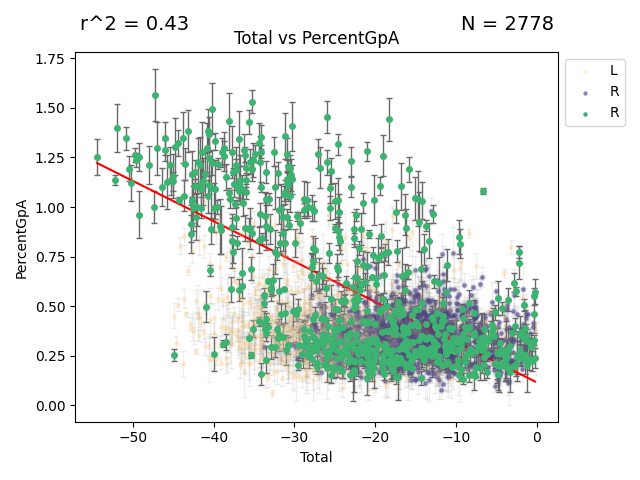 r^2 = 0.43
N = 2778
Total vs PercentGpA
1.75
1.50
1.25
1.00
0.75
0.50
0.25
0.00
PercentGpA
−50
−40
−30
−20
−10
0
Total
L
R
R